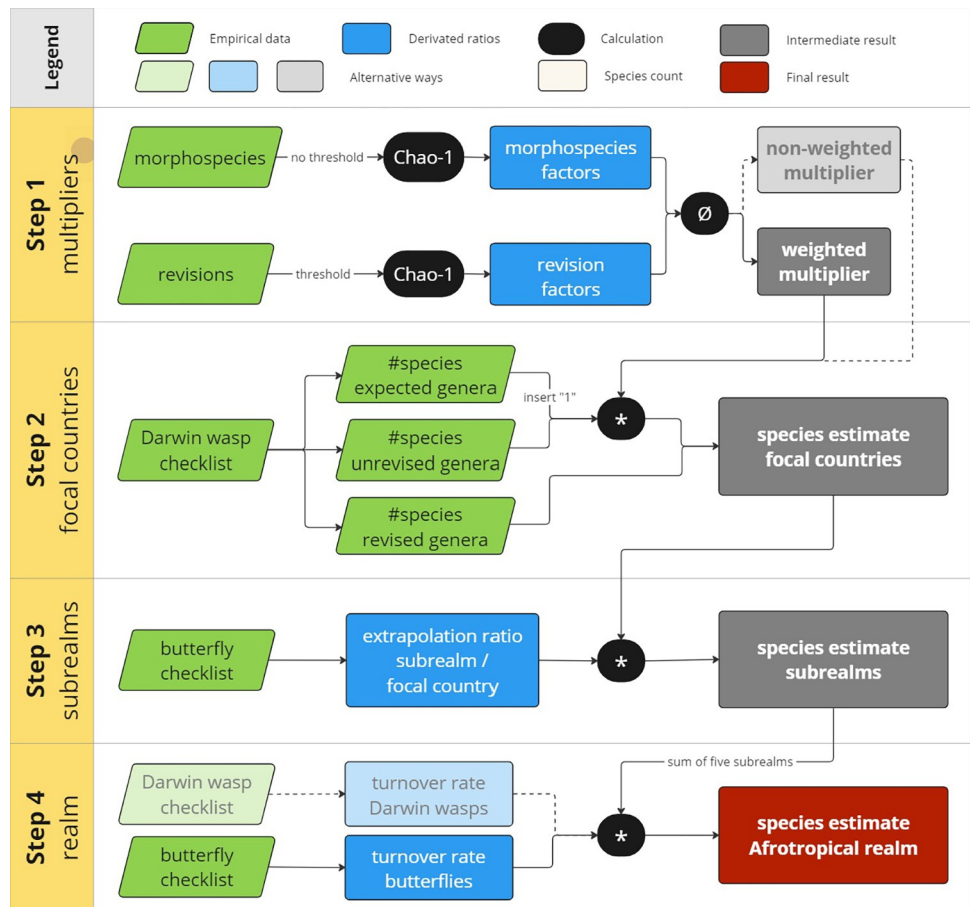 Legend
Empirical data
Derivated ratios
Calculation
Intermediate result
Alternative ways
Species count
Final result
Step 1
multipliers
morphospecies
no threshold
Chao-1
morphospecies
factors
non-weighted
multiplier
Ø
revisions
threshold
Chao-1
revision
factors
weighted
multiplier
Step 2
focal countries
Darwin wasp
checklist
#species
expected genera
insert "1"
#species
unrevised genera
#species
revised genera
*
species estimate
focal countries
Step 3
subrealms
butterfly
checklist
extrapolation ratio
subrealm /
focal country
*
species estimate
subrealms
Step 4
realm
sum of five subrealms
Darwin wasp
checklist
turnover rate
Darwin wasps
butterfly
checklist
turnover rate
butterflies
*
species estimate
Afrotropical realm